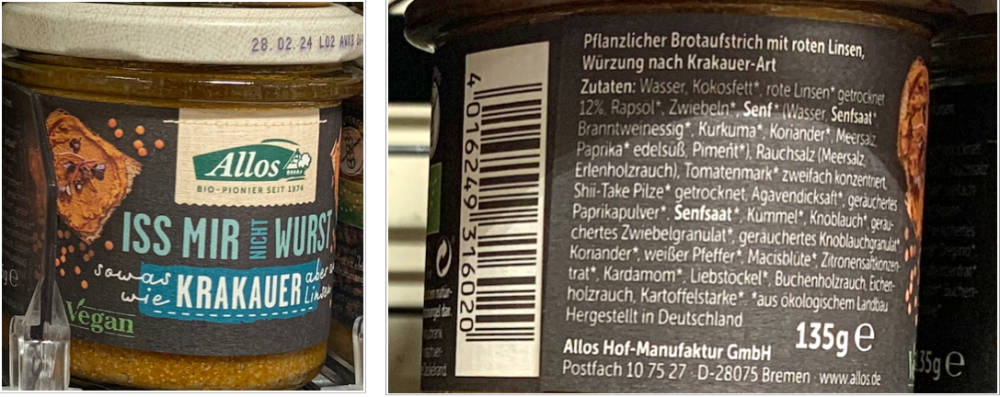 28.02.24 L02
Allos
BIO-PIONIER SEIT 1974
ISS MIR NICHT WURST
sowas wie KRAKAUER aber
Vegan
4 016249 316020
Pflanzlicher Brotaufstrich mit roten Linsen,
Würzung nach Krakauer-Art
Zutaten: Wasser, Kokosfett*, rote Linsen* getrocknet
12%, Rapsöl*, Zwiebeln*, Senf* (Wasser, Senfsaat*
Branntweinessig*, Kurkuma*, Koriander*, Meersalz,
Paprika* edelsüß, Piment*), Rauchsalz (Meersalz,
Erlenholzrauch), Tomatenmark* zweifach konzentriert,
Shii-Take Pilze* getrocknet, Agavendicksaft*, geräuchertes
Paprikapulver*, Senfsaat*, Kümmel*, Knoblauch*, geräu-
chertes Zwiebelgranulat*, geräuchertes Knoblauchgranulat*,
Koriander*, weißer Pfeffer*, Macisblüte*, Zitronensaftkonzen-
trat*, Kardamom*, Liebstöckel*, Buchenholzrauch, Eichen-
holzrauch, Kartoffelstärke*. *aus ökologischem Landbau
Hergestellt in Deutschland
135g e
Allos Hof-Manufaktur GmbH
Postfach 10 75 27 · D-28075 Bremen · www.allos.de
135g e